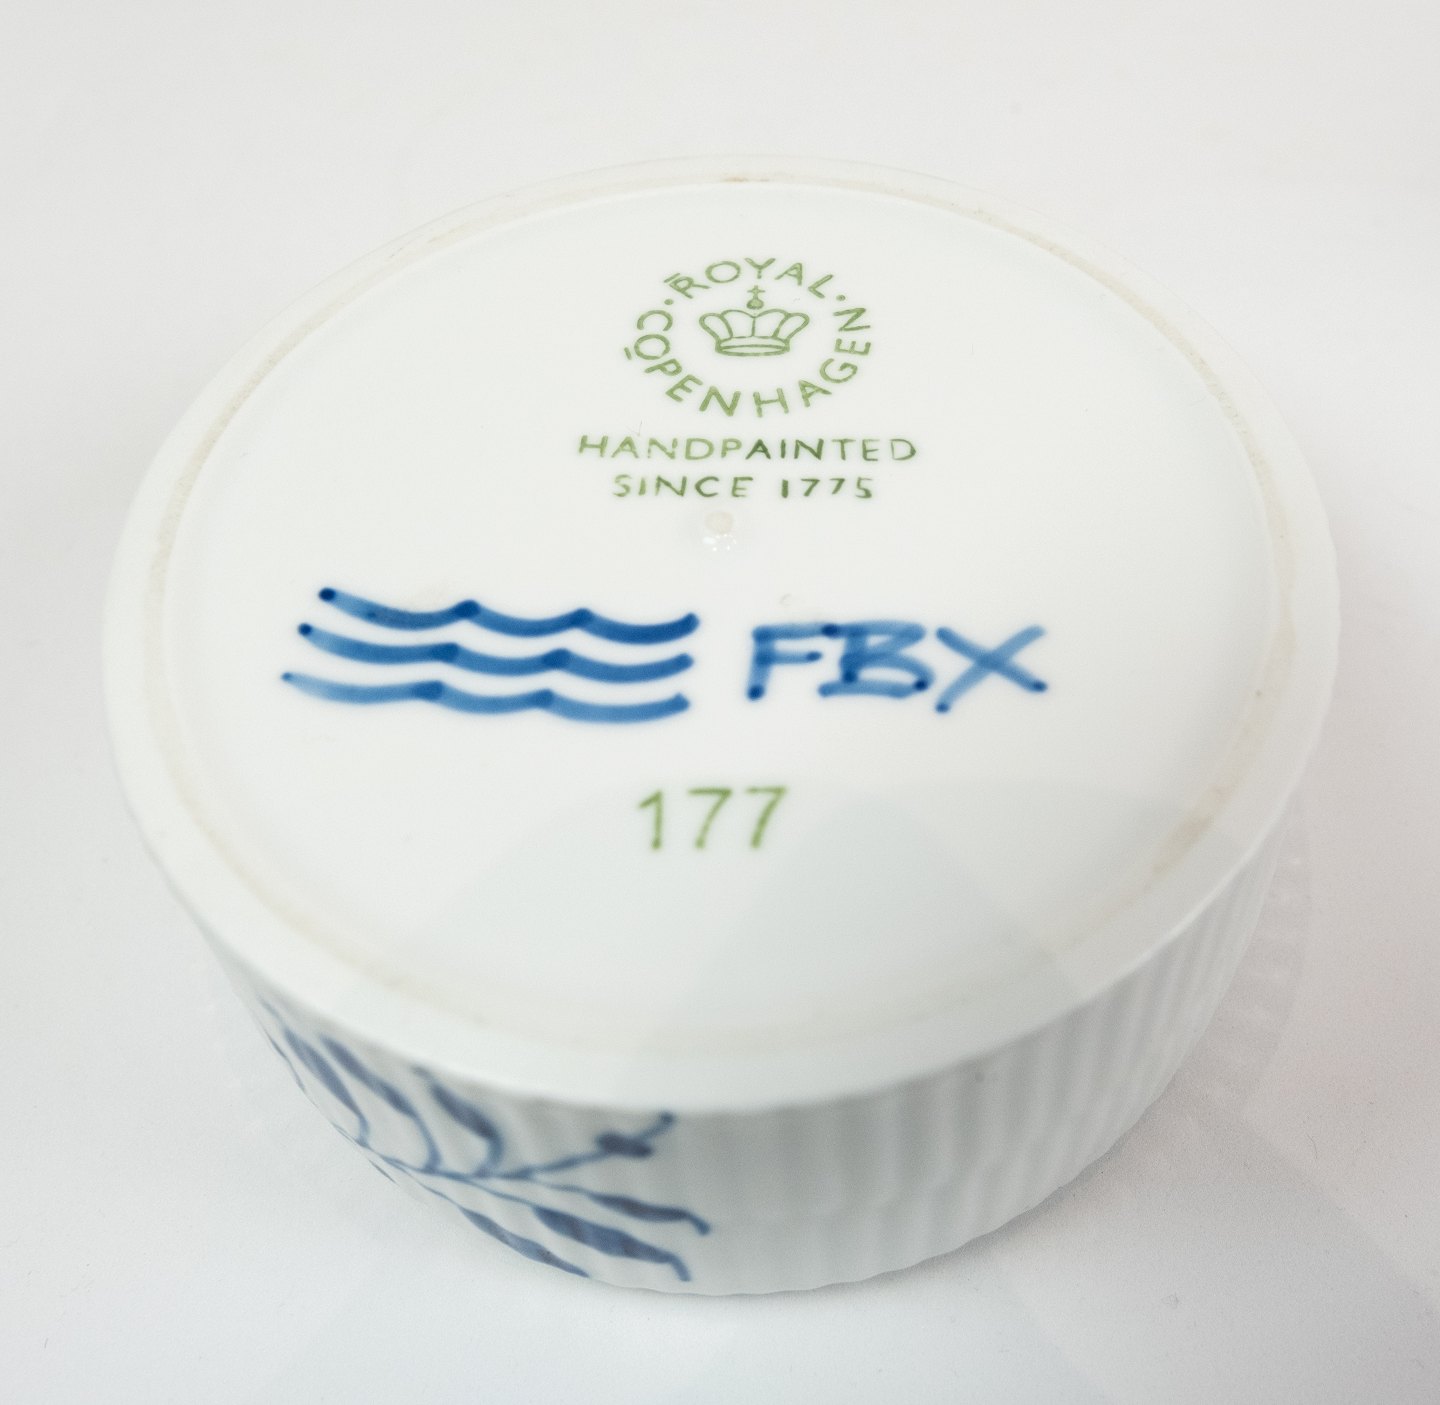 ROYAL · COPENHAGEN ·
HANDPAINTED
SINCE 1775
FBX
177